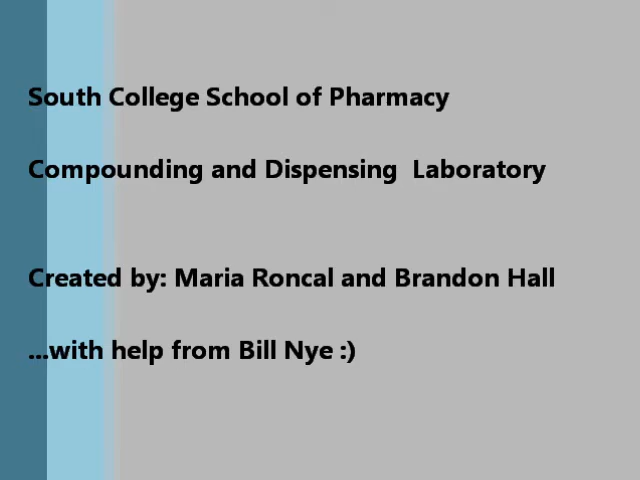 South College School of Pharmacy
Compounding and Dispensing  Laboratory
Created by: Maria Roncal and Brandon Hall
...with help from Bill Nye :)